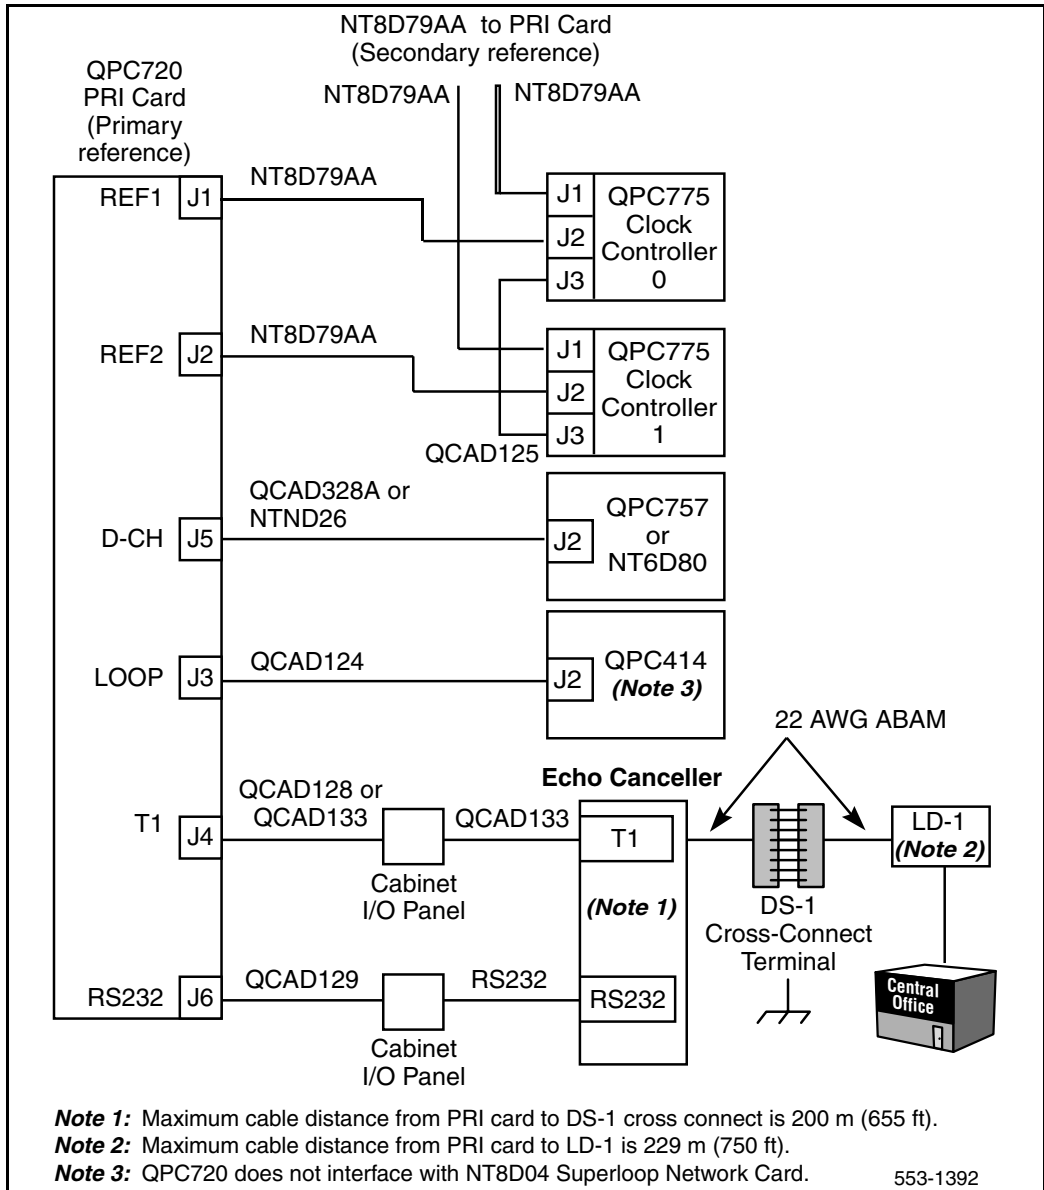 NT8D79AA to PRI Card
(Secondary reference)
QPC720
PRI Card
(Primary
reference)
NT8D79AA
NT8D79AA
REF1
J1
NT8D79AA
J1
J2
J3
QPC775
Clock
Controller
0
REF2
J2
NT8D79AA
J1
J2
J3
QPC775
Clock
Controller
1
QCAD125
D-CH
J5
QCAD328A or
NTND26
J2
QPC757
or
NT6D80
LOOP
J3
QCAD124
J2
QPC414
(Note 3)
22 AWG ABAM
Echo Canceller
T1
J4
QCAD128 or
QCAD133
Cabinet
I/O Panel
QCAD133
T1
(Note 1)
DS-1
Cross-Connect
Terminal
LD-1
(Note 2)
Central
Office
RS232
J6
QCAD129
Cabinet
I/O Panel
RS232
RS232
Note 1: Maximum cable distance from PRI card to DS-1 cross connect is 200 m (655 ft).
Note 2: Maximum cable distance from PRI card to LD-1 is 229 m (750 ft).
Note 3: QPC720 does not interface with NT8D04 Superloop Network Card.
553-1392